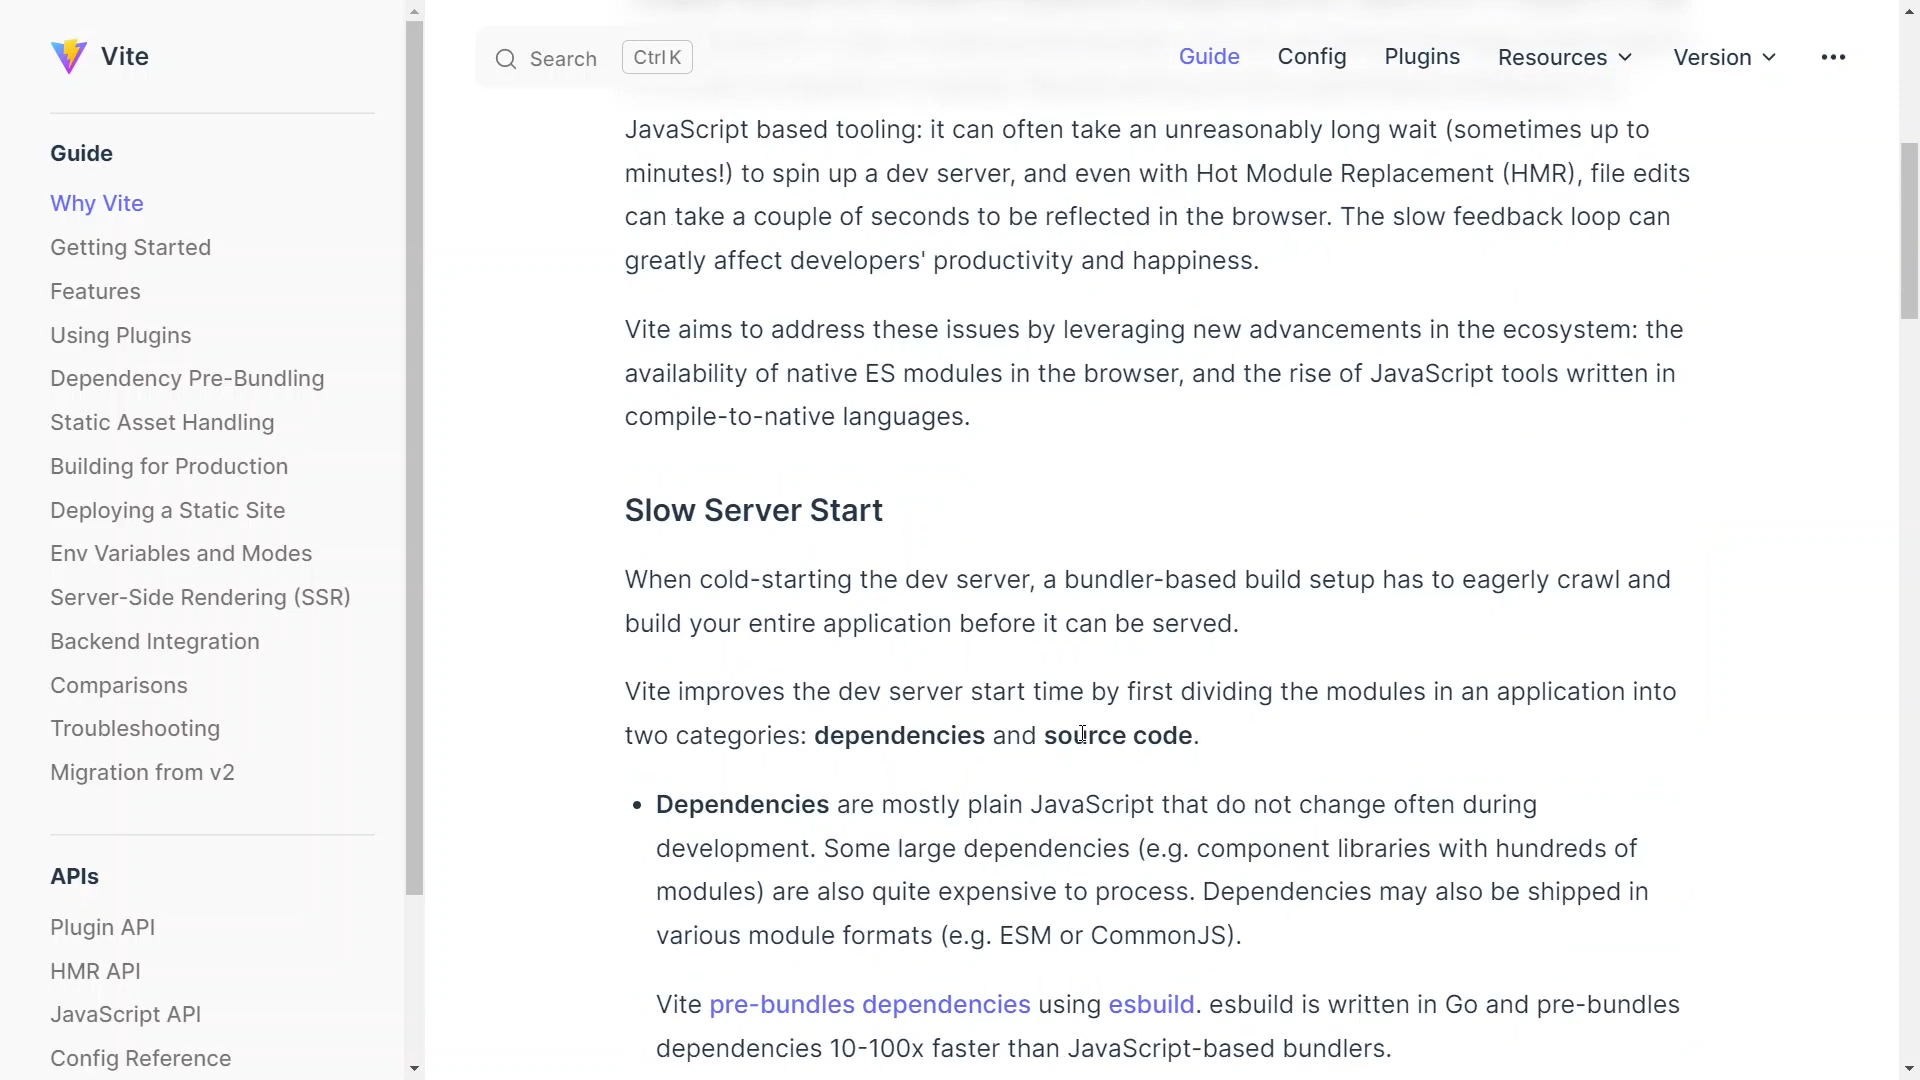 Vite
Guide
Why Vite
Getting Started
Features
Using Plugins
Dependency Pre-Bundling
Static Asset Handling
Building for Production
Deploying a Static Site
Env Variables and Modes
Server-Side Rendering (SSR)
Backend Integration
Comparisons
Troubleshooting
Migration from v2
APIs
Plugin API
HMR API
JavaScript API
Config Reference
Search Ctrl K
Guide Config Plugins Resources Version
JavaScript based tooling: it can often take an unreasonably long wait (sometimes up to
minutes!) to spin up a dev server, and even with Hot Module Replacement (HMR), file edits
can take a couple of seconds to be reflected in the browser. The slow feedback loop can
greatly affect developers' productivity and happiness.
Vite aims to address these issues by leveraging new advancements in the ecosystem: the
availability of native ES modules in the browser, and the rise of JavaScript tools written in
compile-to-native languages.
Slow Server Start
When cold-starting the dev server, a bundler-based build setup has to eagerly crawl and
build your entire application before it can be served.
Vite improves the dev server start time by first dividing the modules in an application into
two categories: dependencies and source code.
• Dependencies are mostly plain JavaScript that do not change often during
development. Some large dependencies (e.g. component libraries with hundreds of
modules) are also quite expensive to process. Dependencies may also be shipped in
various module formats (e.g. ESM or CommonJS).
Vite pre-bundles dependencies using esbuild. esbuild is written in Go and pre-bundles
dependencies 10-100x faster than JavaScript-based bundlers.